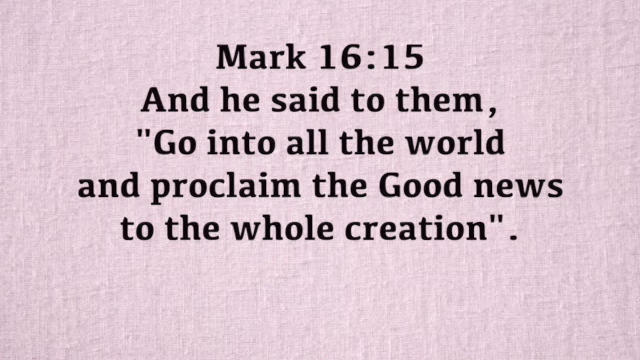 Mark 16:15
And he said to them,
"Go into all the world
and proclaim the Good news
to the whole creation".